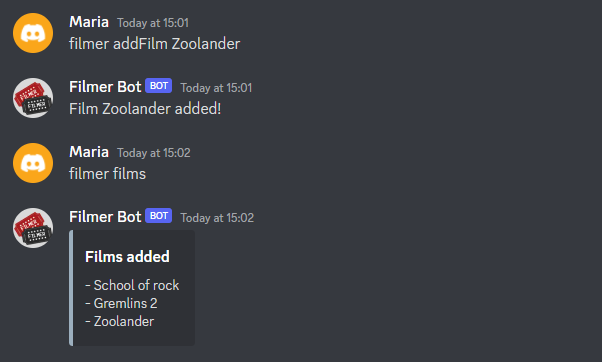 Maria Today at 15:01
filmer addFilm Zoolander
Filmer Bot BOT Today at 15:01
Film Zoolander added!
Maria Today at 15:02
filmer films
Filmer Bot BOT Today at 15:02
Films added
- School of rock
- Gremlins 2
- Zoolander